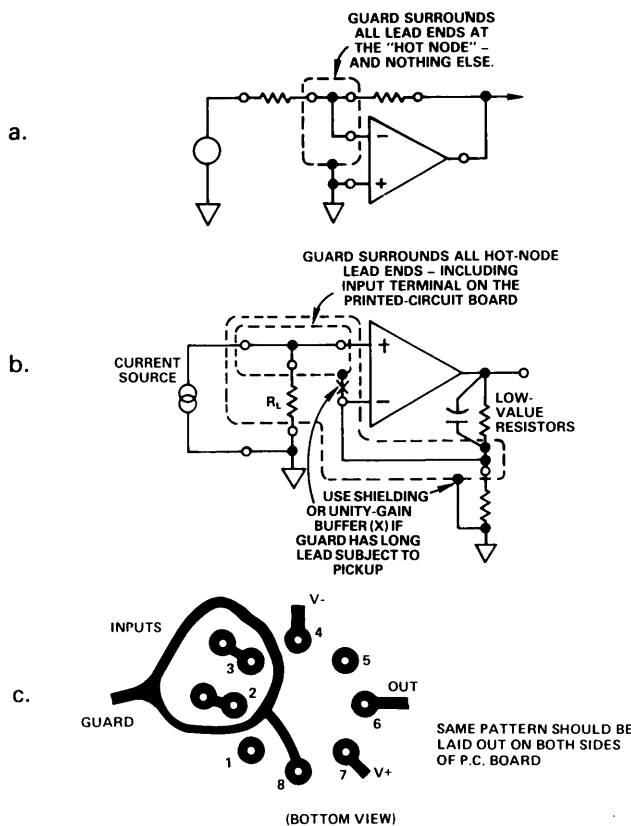 GUARD SURROUNDS
ALL LEAD ENDS AT
THE "HOT NODE" –
AND NOTHING ELSE.
a.
–
+
GUARD SURROUNDS ALL HOT-NODE
LEAD ENDS – INCLUDING
INPUT TERMINAL ON THE
PRINTED-CIRCUIT BOARD
b.
CURRENT
SOURCE
RL
+
–
LOW-
VALUE
RESISTORS
USE SHIELDING
OR UNITY-GAIN
BUFFER (X) IF
GUARD HAS LONG
LEAD SUBJECT TO
PICKUP
c.
INPUTS
GUARD
V-
4
3
5
2
OUT
6
1
8
7
V+
SAME PATTERN SHOULD BE
LAID OUT ON BOTH SIDES
OF P.C. BOARD
(BOTTOM VIEW)